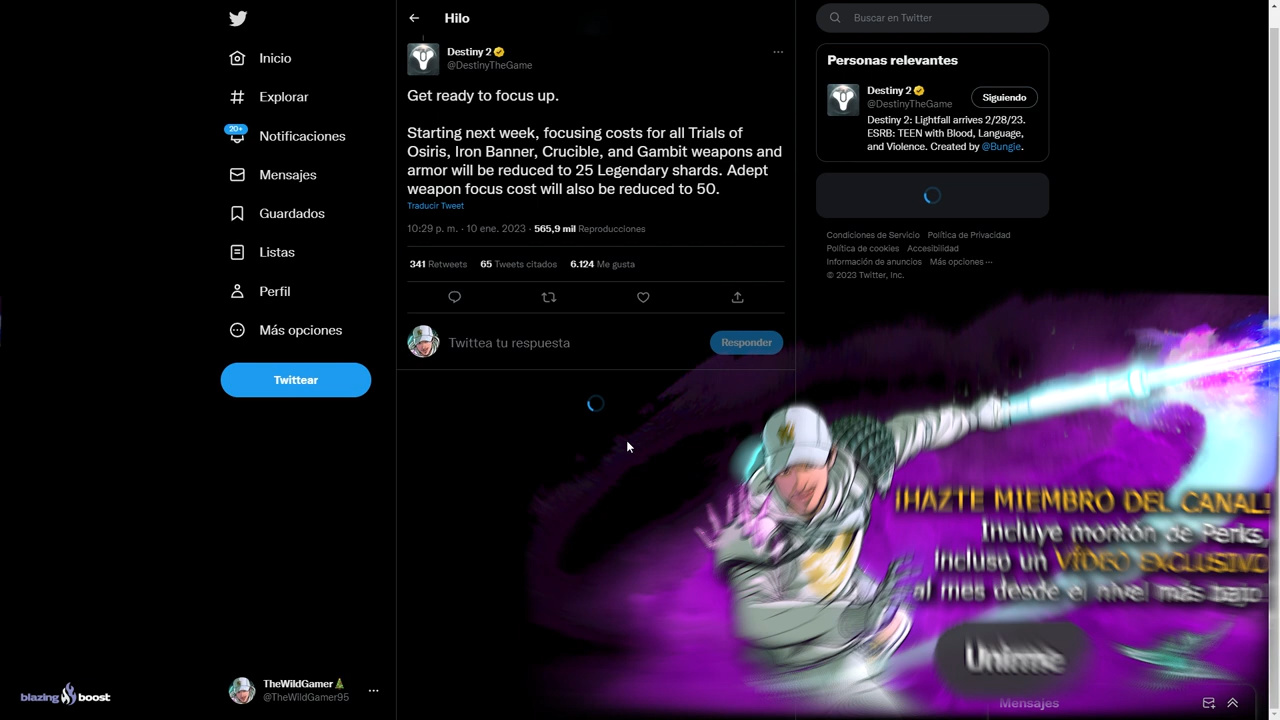 Inicio
Explorar
20+
Notificaciones
Mensajes
Guardados
Listas
Perfil
Más opciones
Twittear
TheWildGamer
@TheWildGamer95
blazing boost
Hilo
Destiny 2
@DestinyTheGame
Get ready to focus up.
Starting next week, focusing costs for all Trials of
Osiris, Iron Banner, Crucible, and Gambit weapons and
armor will be reduced to 25 Legendary shards. Adept
weapon focus cost will also be reduced to 50.
Traducir Tweet
10:29 p. m. · 10 ene. 2023 · 565,9 mil Reproducciones
341 Retweets 65 Tweets citados 6.124 Me gusta
Twittea tu respuesta
Responder
Buscar en Twitter
Personas relevantes
Destiny 2
@DestinyTheGame
Siguiendo
Destiny 2: Lightfall arrives 2/28/23.
ESRB: TEEN with Blood, Language,
and Violence. Created by @Bungie.
Condiciones de Servicio Política de Privacidad
Política de cookies Accesibilidad
Información de anuncios Más opciones ···
© 2023 Twitter, Inc.
¡HAZTE MIEMBRO DEL CANAL!
Incluye montón de Perks,
Incluso un VÍDEO EXCLUSIVO
al mes desde el nivel más bajo
Unirme
Mensajes